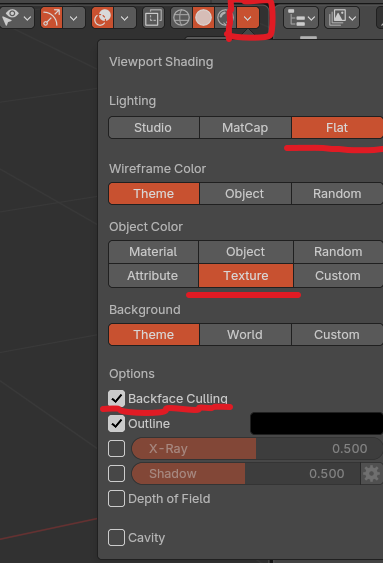 Viewport Shading
Lighting
Studio MatCap Flat
Wireframe Color
Theme Object Random
Object Color
Material Object Random
Attribute Texture Custom
Background
Theme World Custom
Options
Backface Culling
Outline
X-Ray 0.500
Shadow 0.500
Depth of Field
Cavity